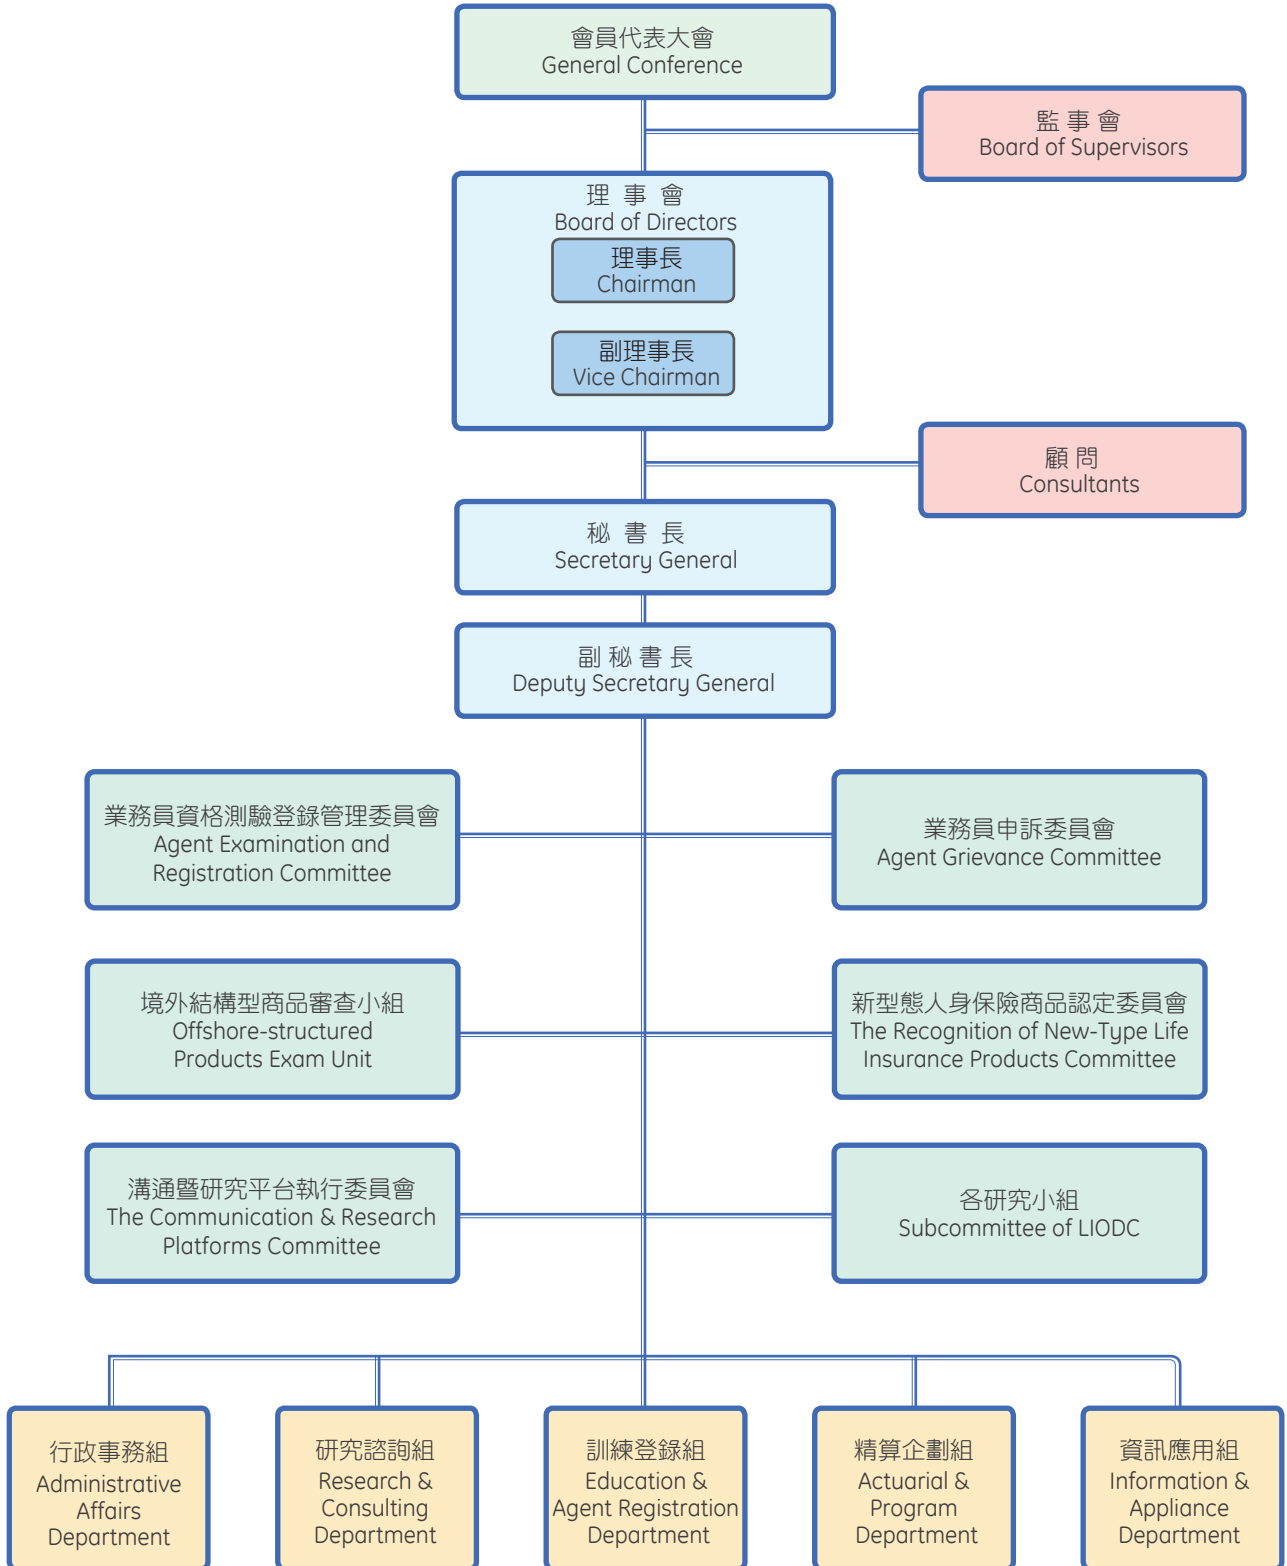 會員代表大會
General Conference
監事會
Board of Supervisors
理事會
Board of Directors
理事長
Chairman
副理事長
Vice Chairman
顧問
Consultants
秘書長
Secretary General
副秘書長
Deputy Secretary General
業務員資格測驗登錄管理委員會
Agent Examination and
Registration Committee
業務員申訴委員會
Agent Grievance Committee
境外結構型商品審查小組
Offshore-structured
Products Exam Unit
新型態人身保險商品認定委員會
The Recognition of New-Type Life
Insurance Products Committee
溝通暨研究平台執行委員會
The Communication & Research
Platforms Committee
各研究小組
Subcommittee of LIODC
行政事務組
Administrative
Affairs
Department
研究諮詢組
Research &
Consulting
Department
訓練登錄組
Education &
Agent Registration
Department
精算企劃組
Actuarial &
Program
Department
資訊應用組
Information &
Appliance
Department